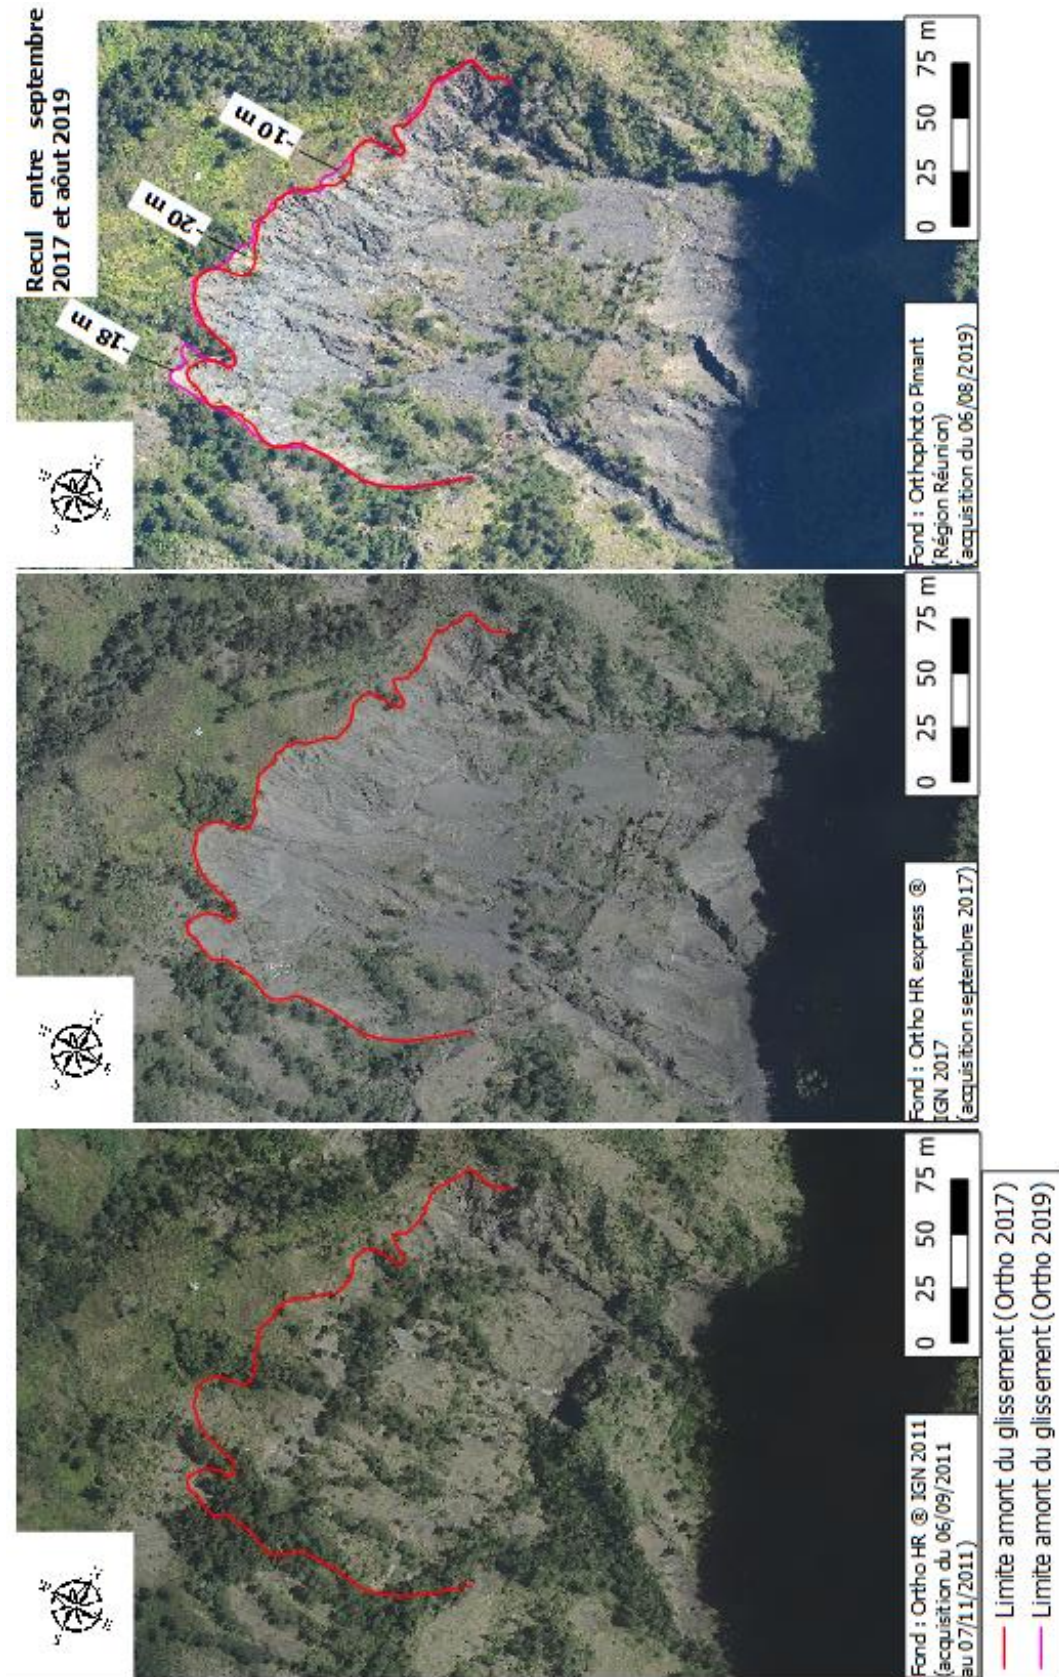 Fond : Ortho HR @ IGN 2011
(acquisition du 06/09/2011
au 07/11/2011)
0 25 50 75 m
Fond : Ortho HR express ®
IGN 2017
(acquisition septembre 2017)
0 25 50 75 m
Recul entre septembre
2017 et aôut 2019
-18 m
-20 m
-10 m
Fond : Orthophoto Pimant
(Région Réunion)
(acquisition du 06/08/2019)
0 25 50 75 m
Limite amont du glissement (Ortho 2017)
Limite amont du glissement (Ortho 2019)